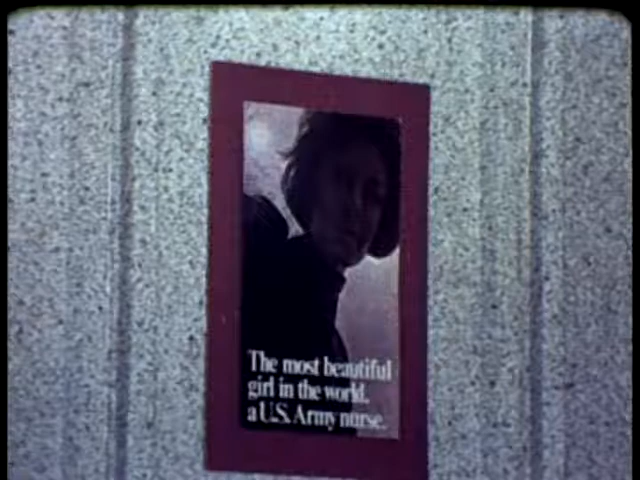 The most beautiful
girl in the world.
a U.S. Army nurse.